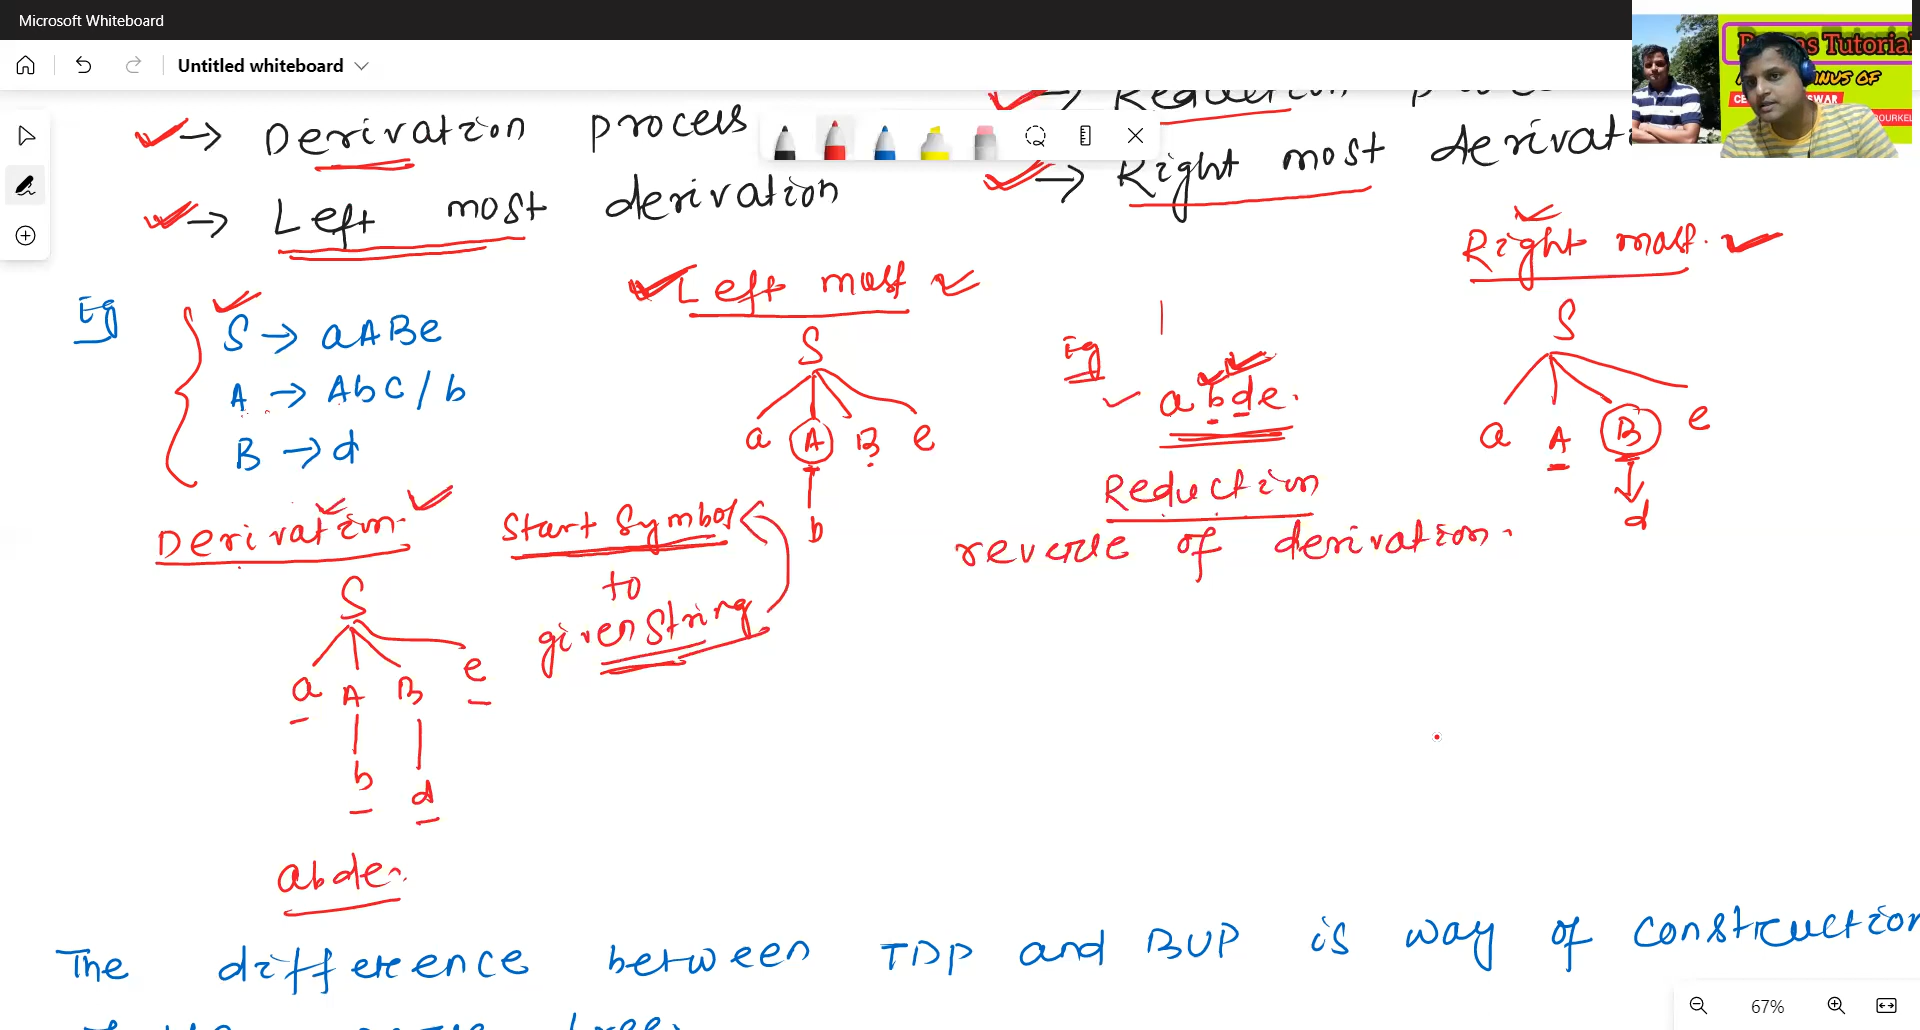 Microsoft Whiteboard
Untitled whiteboard
→ Derivation process
→ Left most derivation
→ Reduction
→ Right most derivati
Eg
S → aABe
A → Abc / b
B → d
Left most
S
a A B e
b
Eg
abde.
Reduction
reverse of derivation.
Right most.
S
a A B e
d
Derivation.
S
a A B e
b d
abde.
Start Symbol
to
given string
The difference between TDP and BUP is way of construction
67%